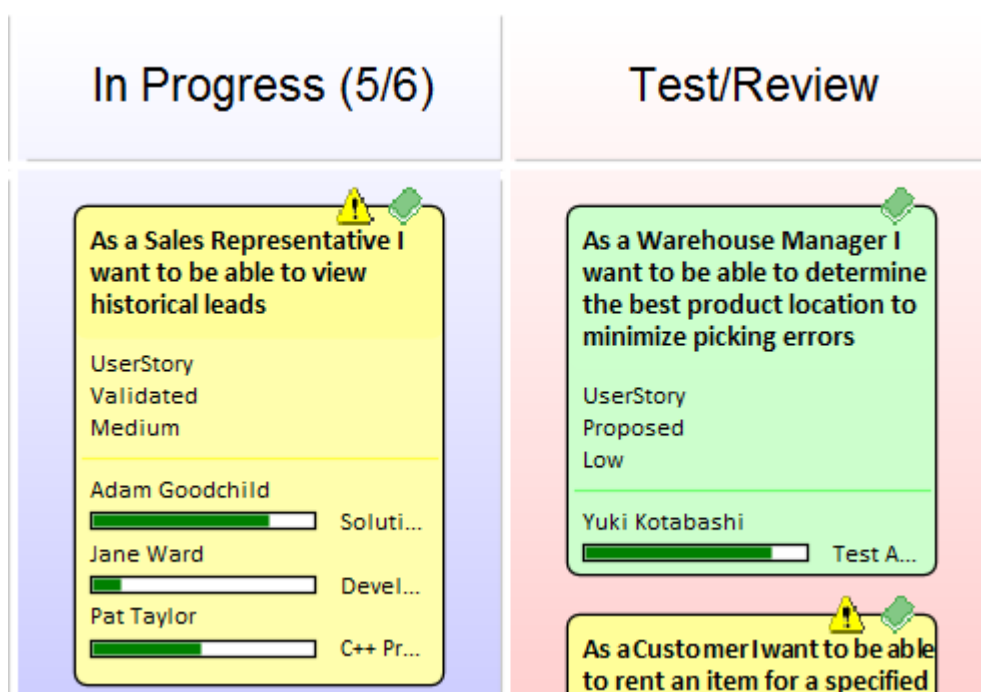 In Progress (5/6)
As a Sales Representative I
want to be able to view
historical leads
UserStory
Validated
Medium
Adam Goodchild
Soluti...
Jane Ward
Devel...
Pat Taylor
C++ Pr...
Test/Review
As a Warehouse Manager I
want to be able to determine
the best product location to
minimize picking errors
UserStory
Proposed
Low
Yuki Kotabashi
Test A...
As a Customer I want to be able
to rent an item for a specified